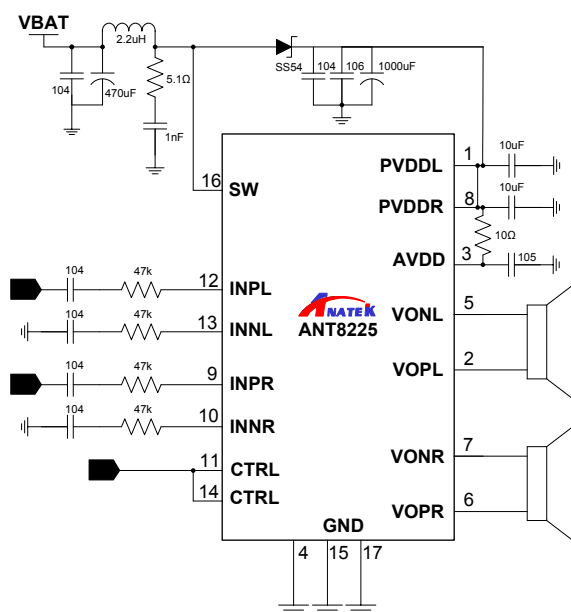 VBAT
2.2uH
104
470uF
5.1Ω
1nF
SS54
104
106
1000uF
16
SW
PVDDL
1
10uF
PVDDR
8
10uF
10Ω
AVDD
3
105
104
47k
12
INPL
104
47k
13
INNL
ANATEK
ANT8225
VONL
5
VOPL
2
104
47k
9
INPR
104
47k
10
INNR
11
CTRL
14
CTRL
VONR
7
VOPR
6
GND
4
15
17